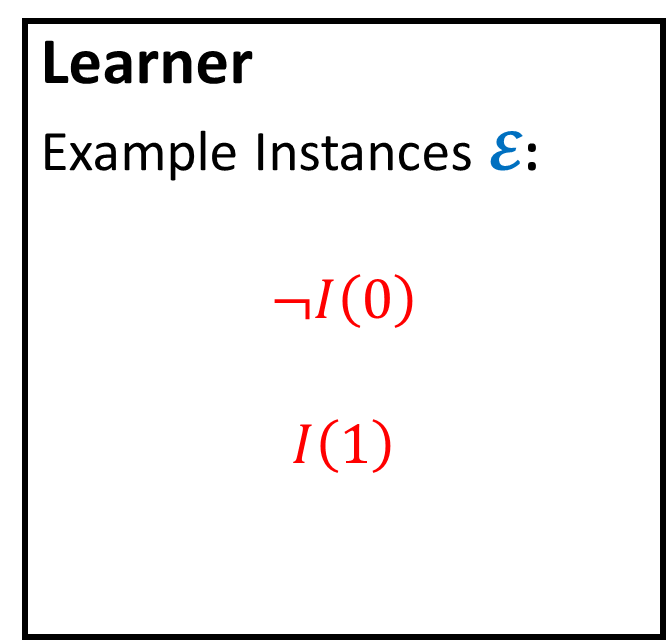 Learner
Example Instances ℰ:
¬I(0)
I(1)